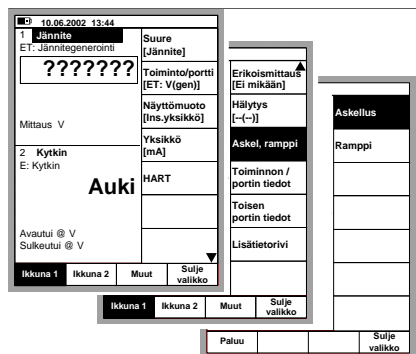 10.06.2002 13:44
1 Jännite
ET: Jännitegenerointi
???????
Mittaus V
2 Kytkin
E: Kytkin
Auki
Avautui @ V
Sulkeutui @ V
Suure
[Jännite]
Toiminto/portti
[ET: V(gen)]
Näyttömuoto
[Ins.yksikkö]
Yksikkö
[mA]
HART
Ikkuna 1 Ikkuna 2 Muut Sulje
valikko
Erikoismittaus
[Ei mikään]
Hälytys
[--(--)]
Askel, ramppi
Toiminnon /
portin tiedot
Toisen
portin tiedot
Lisätietorivi
Ikkuna 1 Ikkuna 2 Muut Sulje
valikko
Askellus
Ramppi
Paluu Sulje
valikko